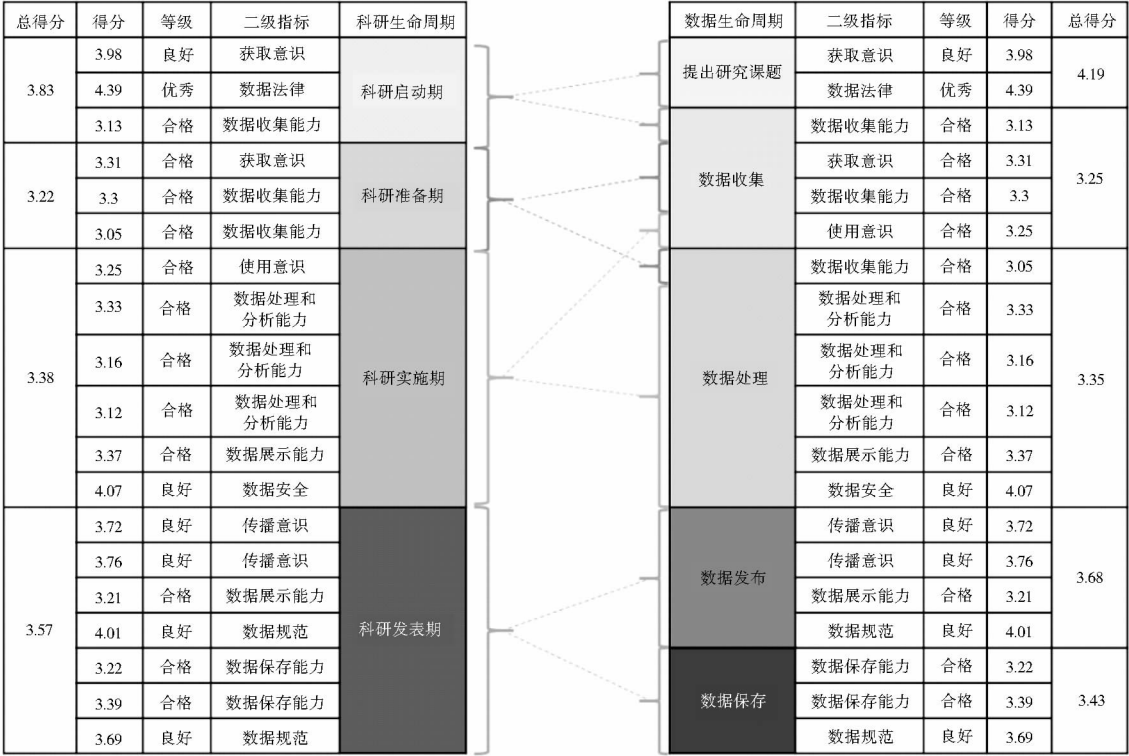 总得分 得分 等级 二级指标 科研生命周期
3.83
3.98 良好 获取意识
4.39 优秀 数据法律
3.13 合格 数据收集能力
科研启动期
3.22
3.31 合格 获取意识
3.3 合格 数据收集能力
3.05 合格 数据收集能力
科研准备期
3.38
3.25 合格 使用意识
3.33 合格 数据处理和
分析能力
3.16 合格 数据处理和
分析能力
3.12 合格 数据处理和
分析能力
3.37 合格 数据展示能力
4.07 良好 数据安全
科研实施期
3.57
3.72 良好 传播意识
3.76 良好 传播意识
3.21 合格 数据展示能力
4.01 良好 数据规范
3.22 合格 数据保存能力
3.39 合格 数据保存能力
3.69 良好 数据规范
科研发表期
数据生命周期 二级指标 等级 得分 总得分
提出研究课题
获取意识 良好 3.98
数据法律 优秀 4.39
4.19
数据收集
数据收集能力 合格 3.13
获取意识 合格 3.31
数据收集能力 合格 3.3
使用意识 合格 3.25
3.25
数据处理
数据收集能力 合格 3.05
数据处理和
分析能力 合格 3.33
数据处理和
分析能力 合格 3.16
数据处理和
分析能力 合格 3.12
数据展示能力 合格 3.37
数据安全 良好 4.07
3.35
数据发布
传播意识 良好 3.72
传播意识 良好 3.76
数据展示能力 合格 3.21
数据规范 良好 4.01
3.68
数据保存
数据保存能力 合格 3.22
数据保存能力 合格 3.39
数据规范 良好 3.69
3.43